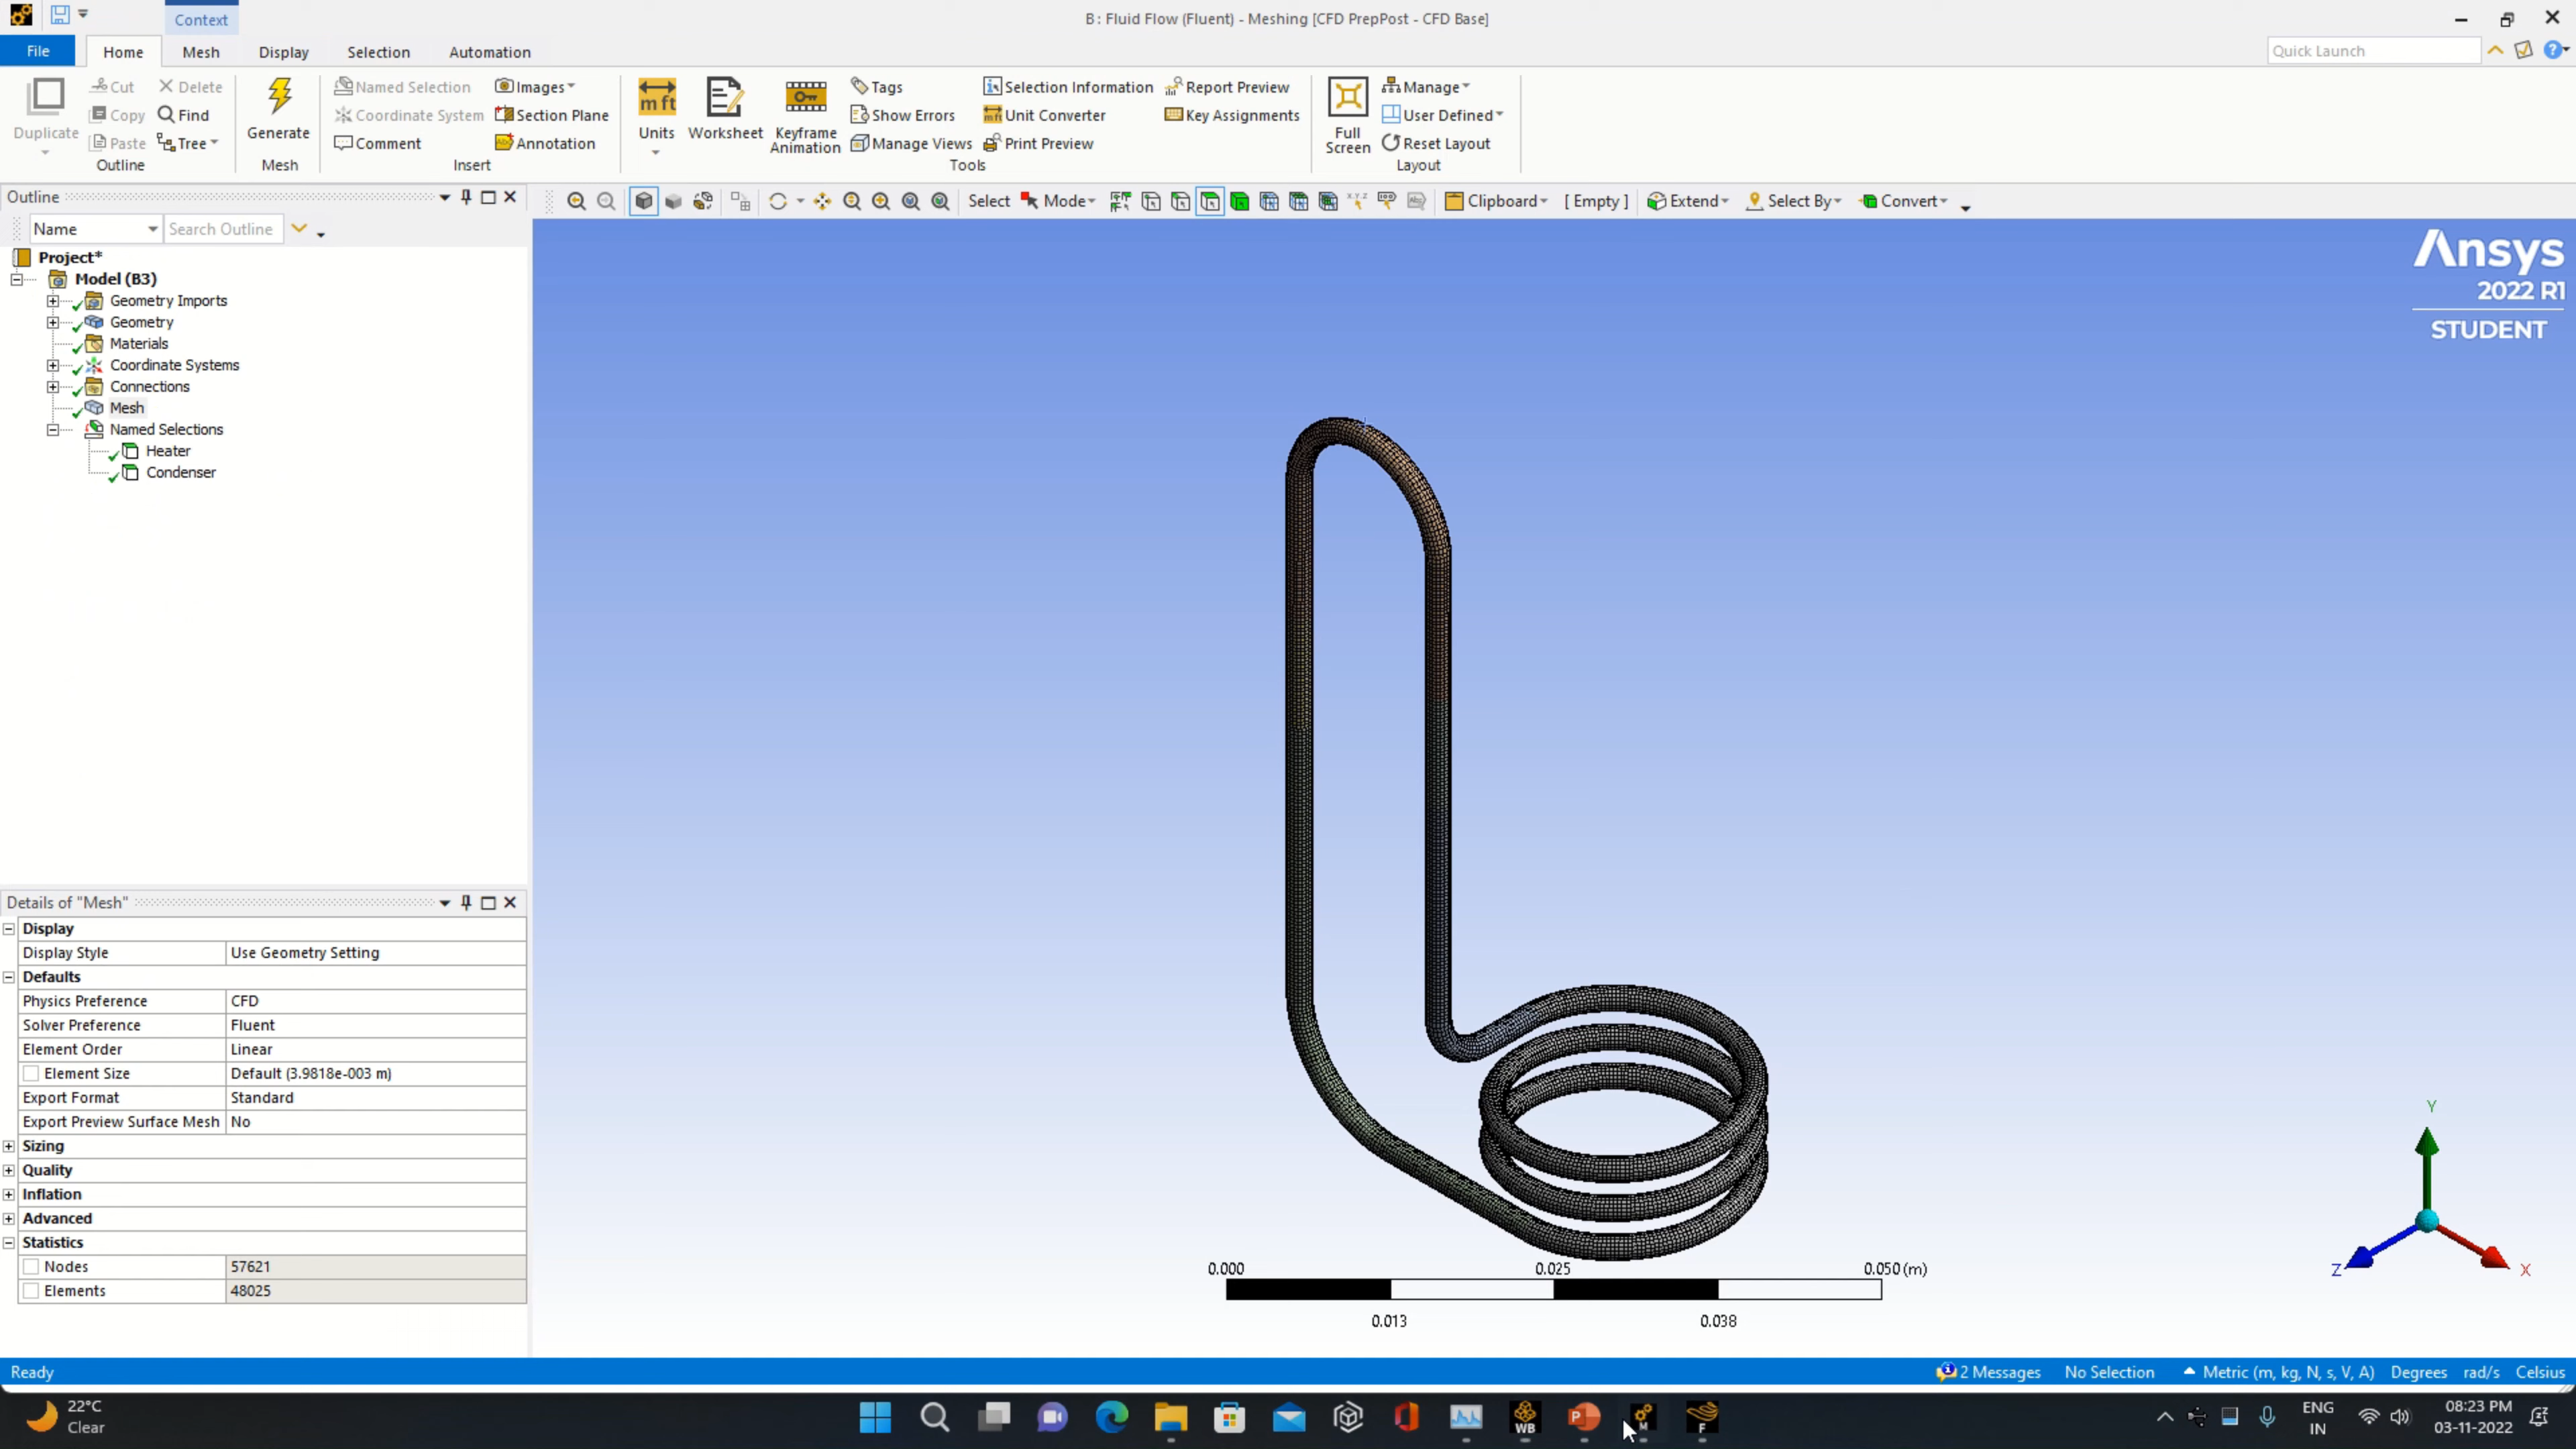 Context
B : Fluid Flow (Fluent) - Meshing [CFD PrepPost - CFD Base]
File Home Mesh Display Selection Automation
Quick Launch
Duplicate
Cut
Copy
Paste
Delete
Find
Tree
Outline
Generate
Mesh
Named Selection
Coordinate System
Comment
Images
Section Plane
Annotation
Insert
m ft
Units
Worksheet
Keyframe
Animation
Tags
Show Errors
Manage Views
Selection Information
Unit Converter
Print Preview
Report Preview
Key Assignments
Tools
Full
Screen
Manage
User Defined
Reset Layout
Layout
Outline
Name
Search Outline
Select Mode Clipboard [ Empty ] Extend Select By Convert
Project*
Model (B3)
Geometry Imports
Geometry
Materials
Coordinate Systems
Connections
Mesh
Named Selections
Heater
Condenser
Ansys
2022 R1
STUDENT
Details of "Mesh"
Display
Display Style Use Geometry Setting
Defaults
Physics Preference CFD
Solver Preference Fluent
Element Order Linear
Element Size Default (3.9818e-003 m)
Export Format Standard
Export Preview Surface Mesh No
Sizing
Quality
Inflation
Advanced
Statistics
Nodes 57621
Elements 48025
0.000 0.025 0.050 (m)
0.013 0.038
Y
Z
X
Ready
2 Messages No Selection Metric (m, kg, N, s, V, A) Degrees rad/s Celsius
22°C
Clear
WB
P
M
F
ENG
IN
08:23 PM
03-11-2022